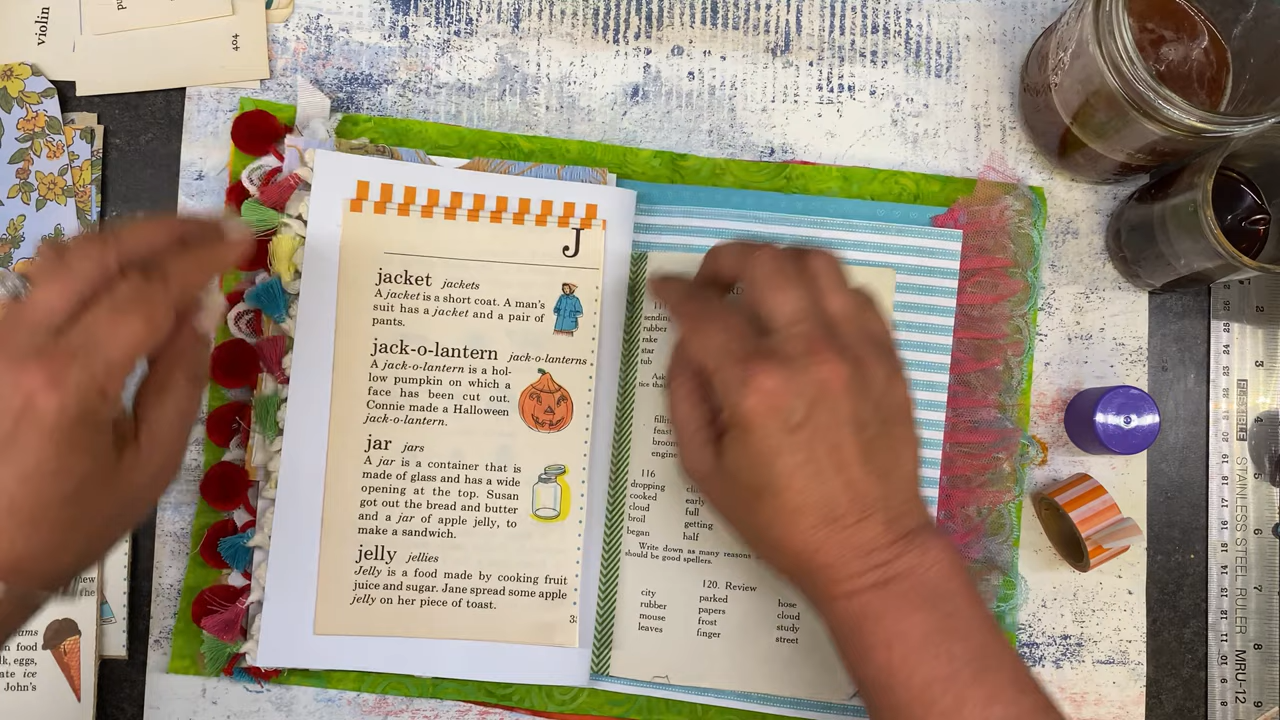 violin
404
J
jacket jackets
A jacket is a short coat. A man's
suit has a jacket and a pair of
pants.
jack-o-lantern jack-o-lanterns
A jack-o-lantern is a hol-
low pumpkin on which a
face has been cut out.
Connie made a Halloween
jack-o-lantern.
jar jars
A jar is a container that is
made of glass and has a wide
opening at the top. Susan
got out the bread and butter
and a jar of apple jelly, to
make a sandwich.
jelly jellies
Jelly is a food made by cooking fruit
juice and sugar. Jane spread some apple
jelly on her piece of toast.
rubber
rake
star
tub
feast
116
dropping
cooked early
cloud full
broil getting
began half
Write down as many reasons
should be good spellers.
120. Review
city parked hose
rubber papers cloud
mouse frost study
leaves finger street
new
the
food
eggs,
ice
John's
STAINLESS STEEL RULER MRU-12